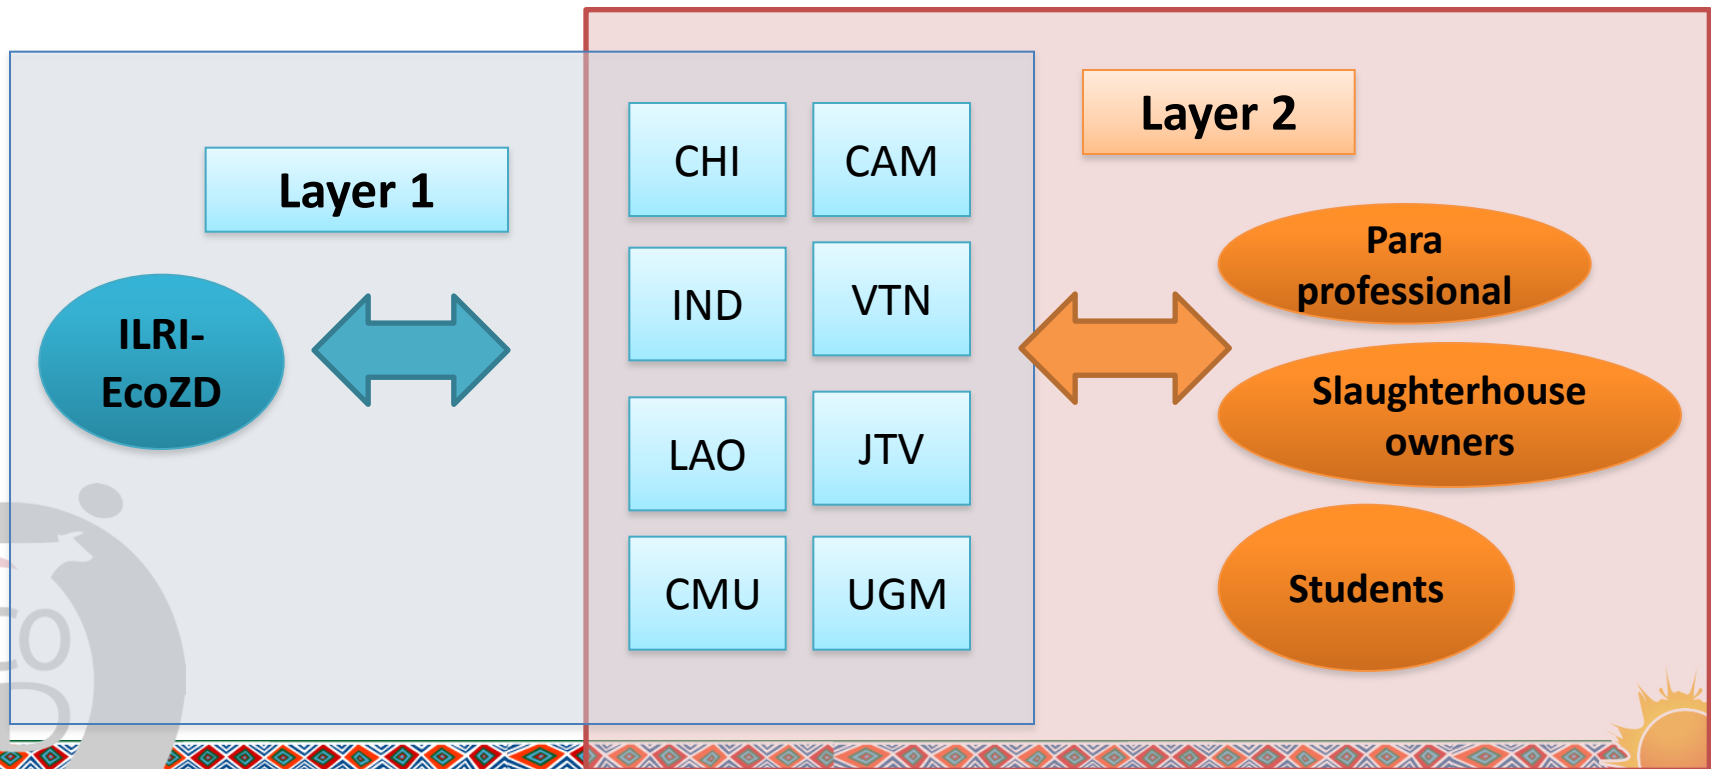 Layer 1
ILRI-
EcoZD
CHI
CAM
IND
VTN
LAO
JTV
CMU
UGM
Layer 2
Para
professional
Slaughterhouse
owners
Students